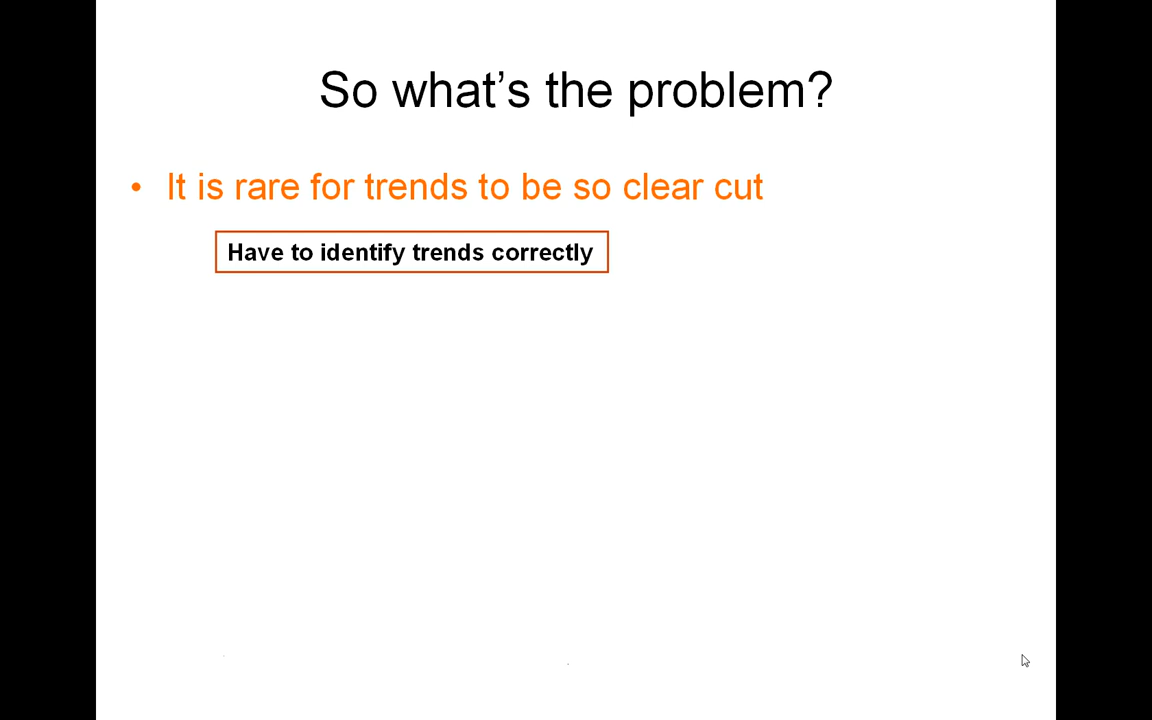 So what’s the problem?
• It is rare for trends to be so clear cut
Have to identify trends correctly